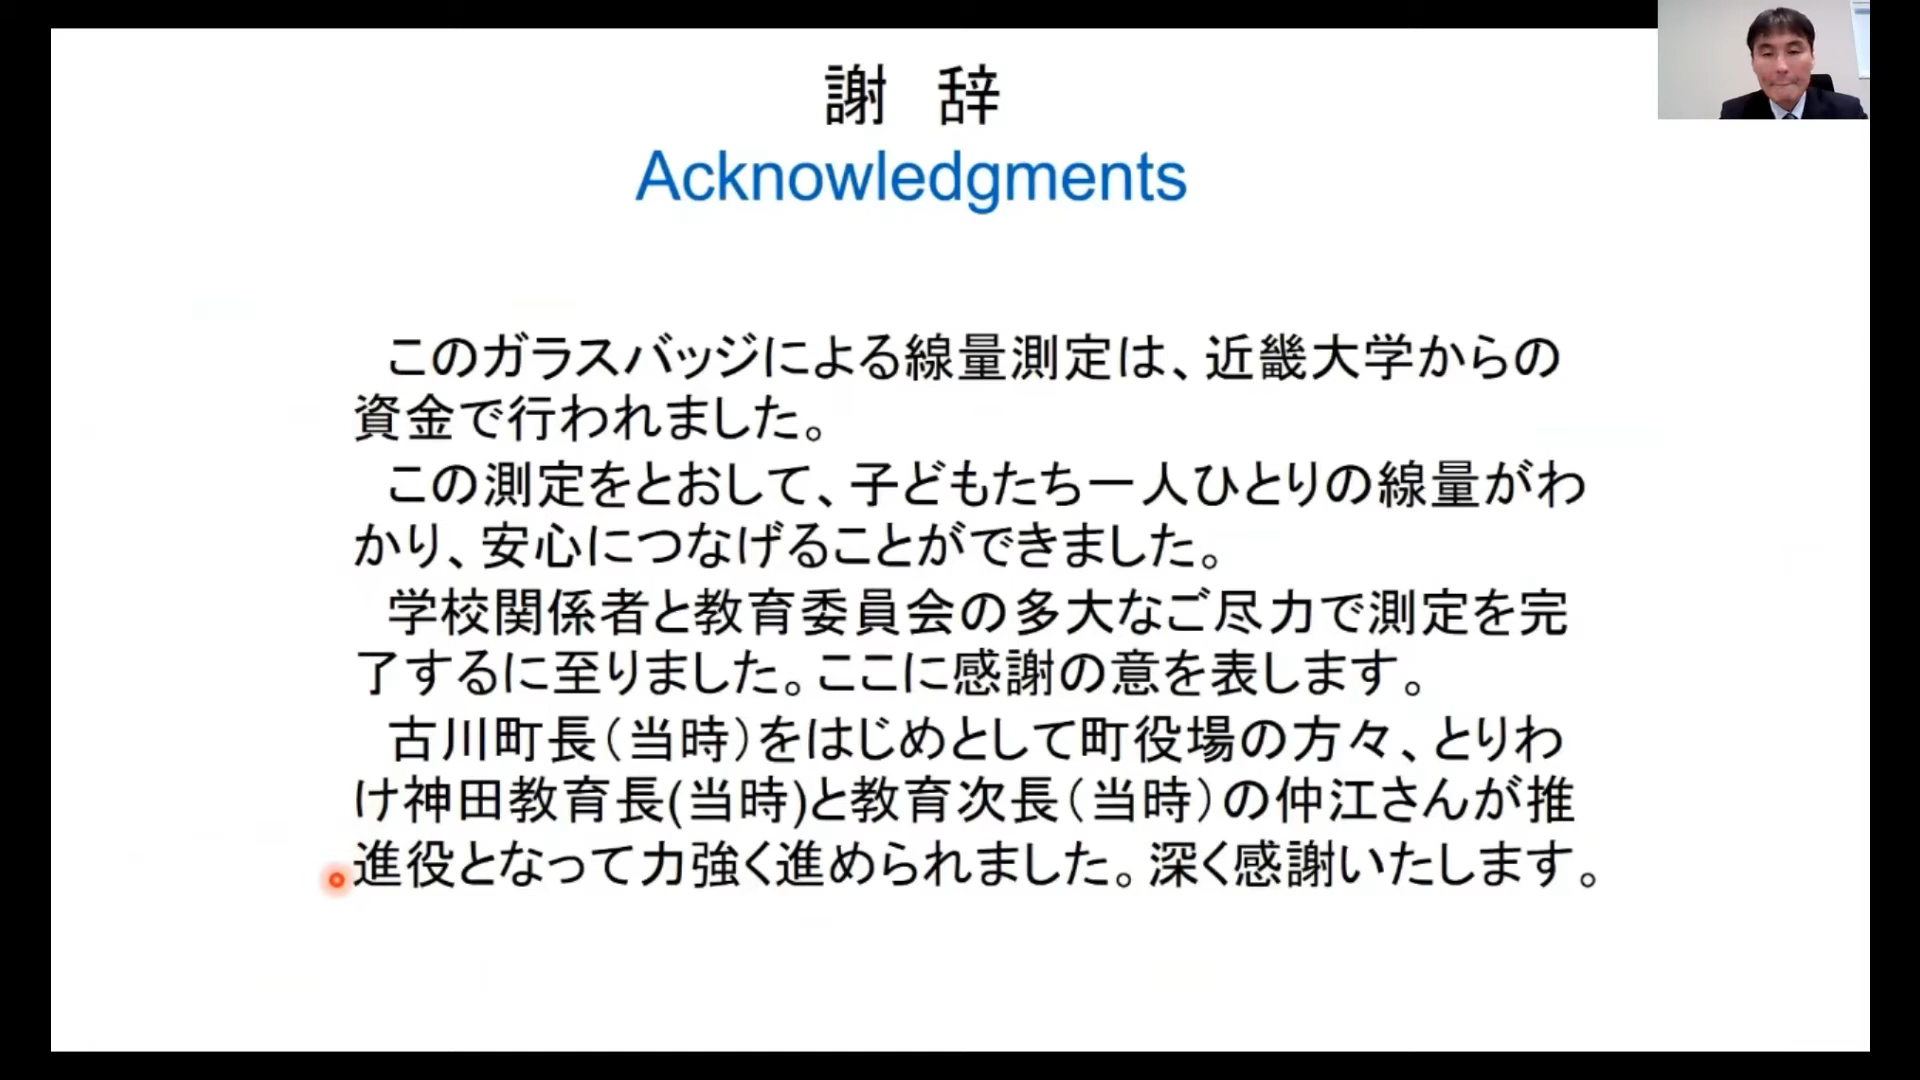 謝　辞
Acknowledgments
このガラスバッジによる線量測定は、近畿大学からの
資金で行われました。
この測定をとおして、子どもたち一人ひとりの線量がわ
かり、安心につなげることができました。
学校関係者と教育委員会の多大なご尽力で測定を完
了するに至りました。ここに感謝の意を表します。
古川町長（当時）をはじめとして町役場の方々、とりわ
け神田教育長(当時)と教育次長（当時）の仲江さんが推
進役となって力強く進められました。深く感謝いたします。